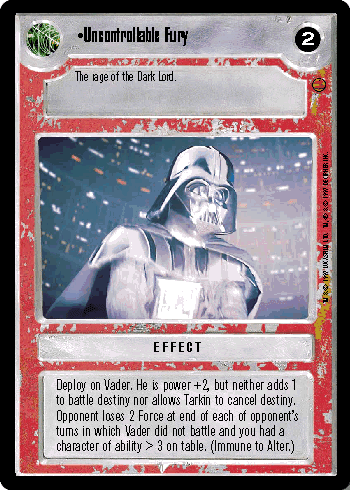 •Uncontrollable Fury
2
The rage of the Dark Lord.
EFFECT
Deploy on Vader. He is power +2, but neither adds 1
to battle destiny nor allows Tarkin to cancel destiny.
Opponent loses 2 Force at end of each of opponent's
turns in which Vader did not battle and you had a
character of ability > 3 on table. (Immune to Alter.)